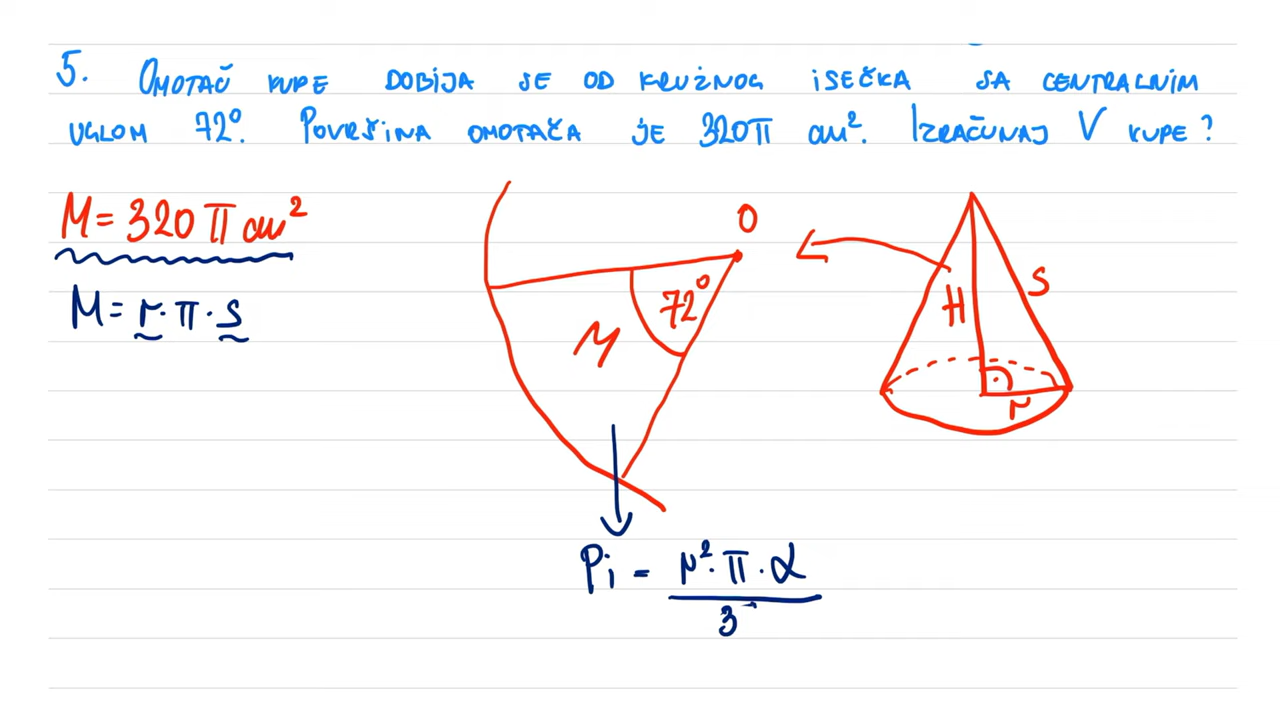 5. OMOTAČ KUPE DOBIJA SE OD KRUŽNOG ISEČKA SA CENTRALNIM
UGLOM 72°. POVRŠINA OMOTAČA JE 320π cm². IZRAČUNAJ V KUPE?
M = 320 π cm²
M = r · π · s
O
72°
M
H
S
r
Pi = r² · π · α
3